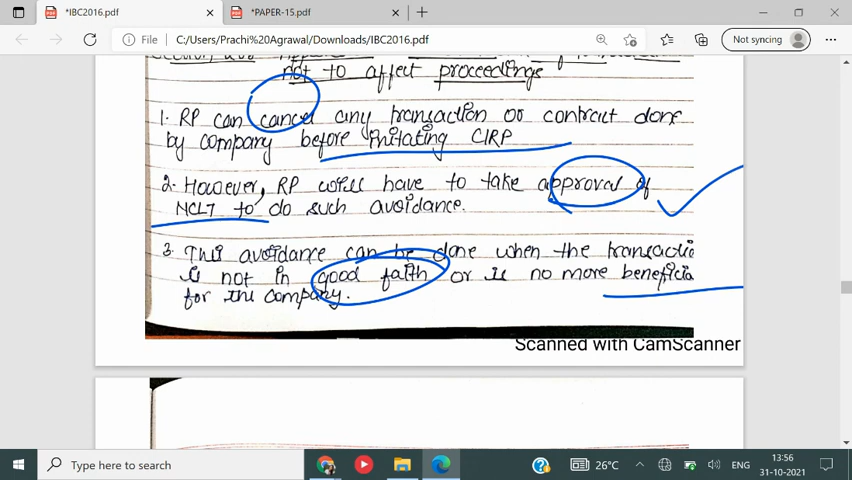 *IBC2016.pdf
*PAPER-15.pdf
File
C:/Users/Prachi%20Agrawal/Downloads/IBC2016.pdf
Not syncing
not to affect proceedings
1. RP can cancel any transaction or contract done
by company before initiating CIRP
2. However, RP will have to take approval of
NCLT to do such avoidance.
3. This avoidance can be done when the transactio
is not in good faith or is no more beneficia
for the company.
Scanned with CamScanner
Type here to search
26°C
ENG
13:56
31-10-2021